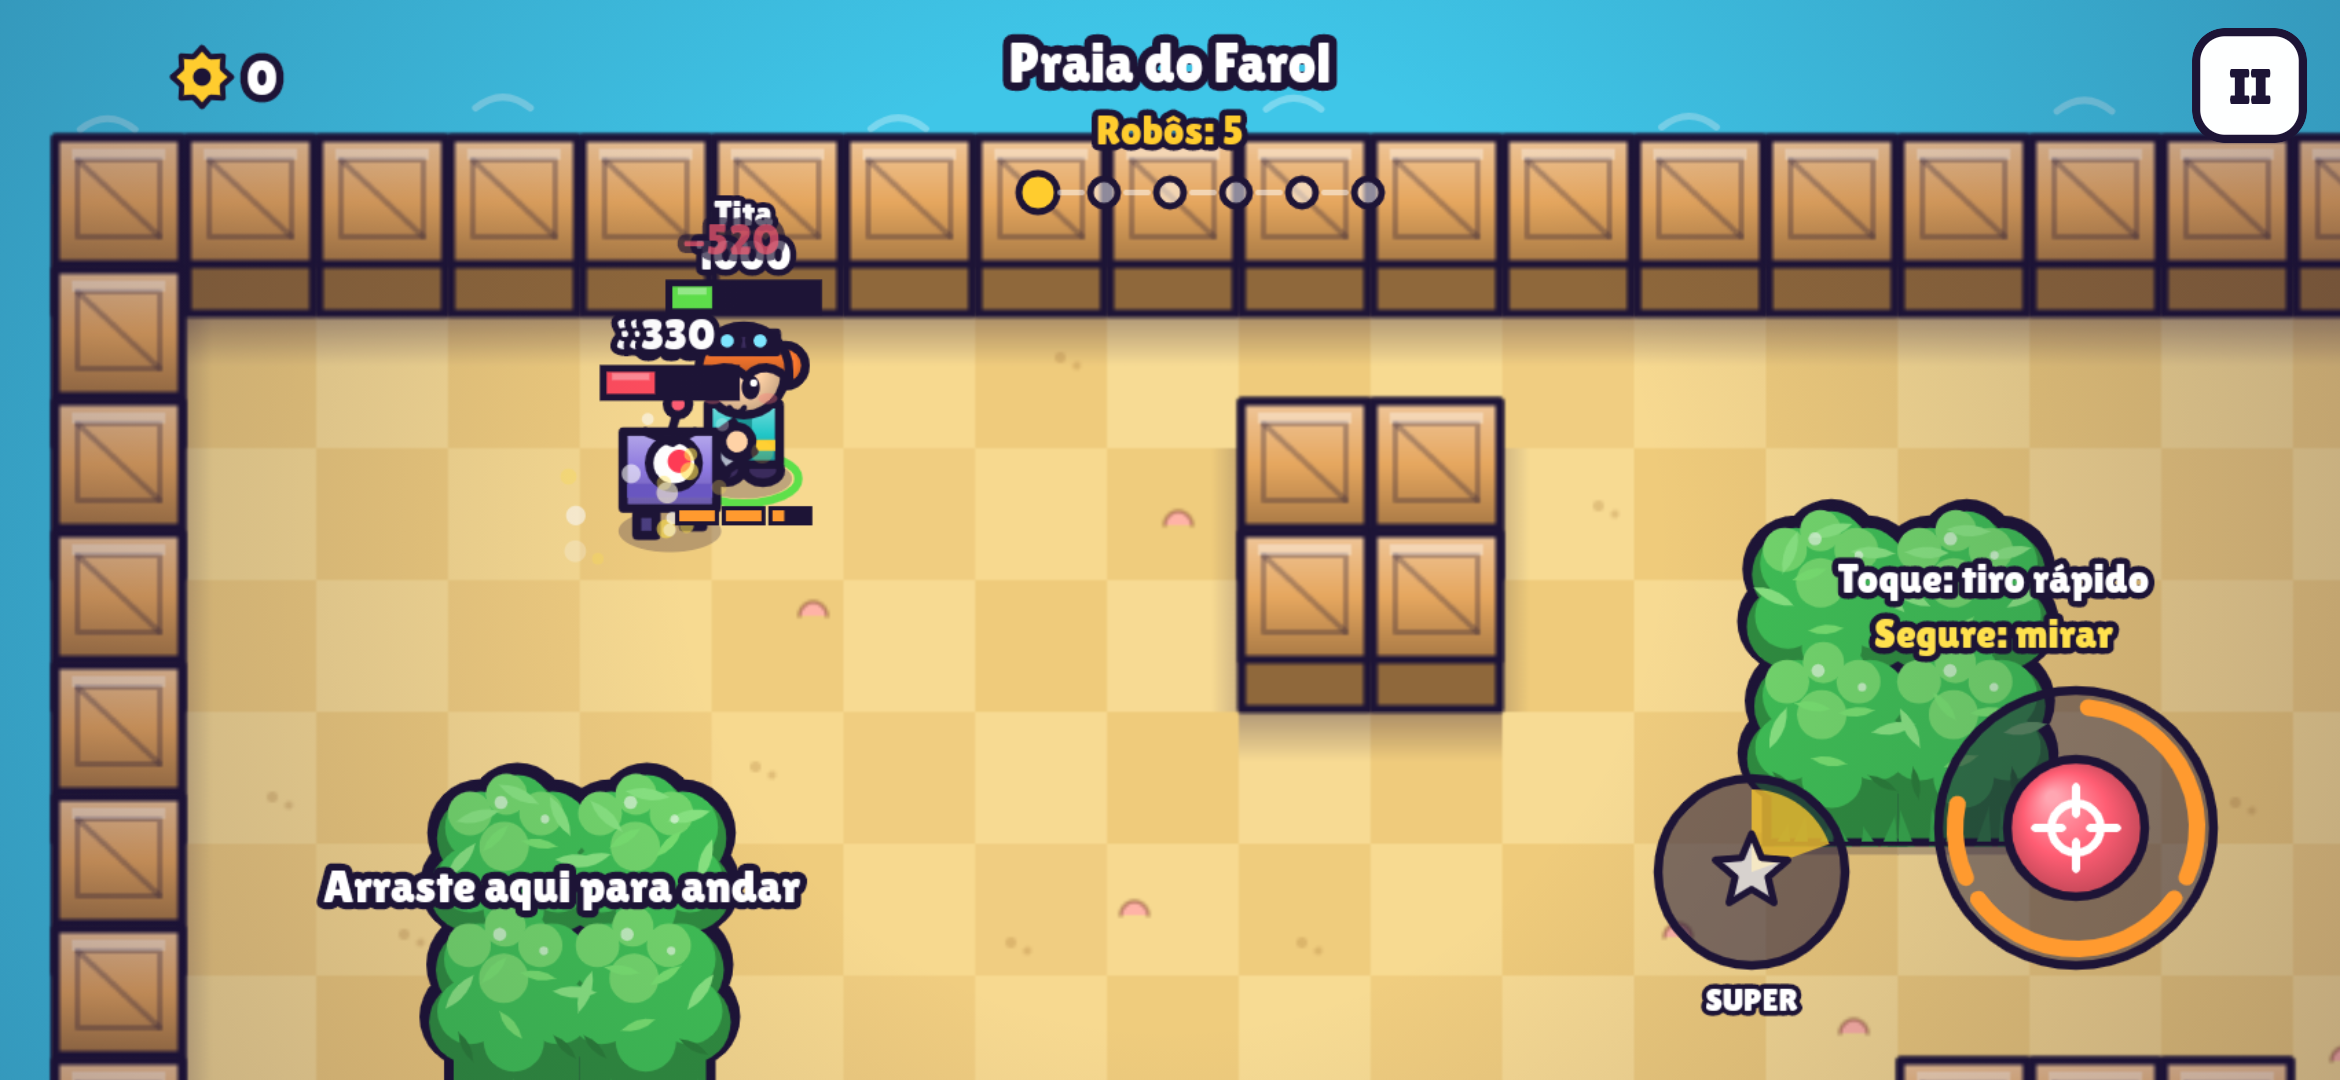 0
Praia do Farol
Robôs: 5
II
Tita
-520
330
Toque: tiro rápido
Segure: mirar
Arraste aqui para andar
SUPER